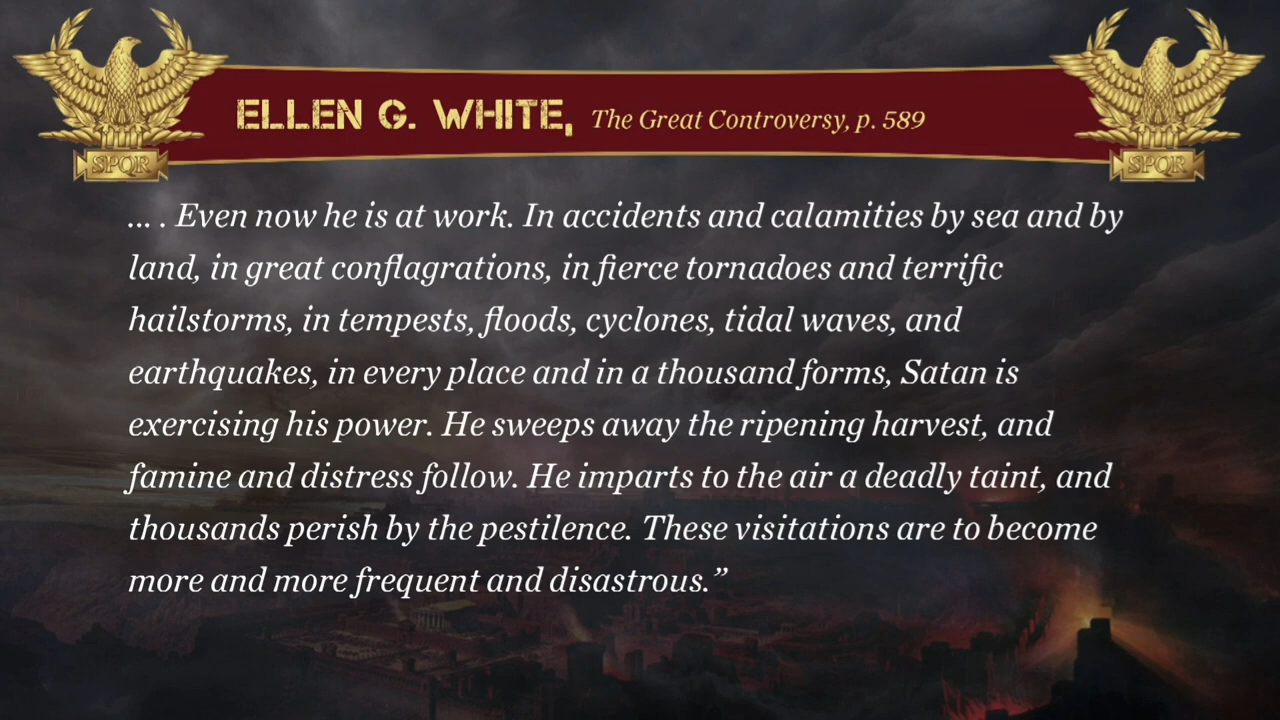 ELLEN G. WHITE, The Great Controversy, p. 589
SPQR SPQR
... . Even now he is at work. In accidents and calamities by sea and by
land, in great conflagrations, in fierce tornadoes and terrific
hailstorms, in tempests, floods, cyclones, tidal waves, and
earthquakes, in every place and in a thousand forms, Satan is
exercising his power. He sweeps away the ripening harvest, and
famine and distress follow. He imparts to the air a deadly taint, and
thousands perish by the pestilence. These visitations are to become
more and more frequent and disastrous.”